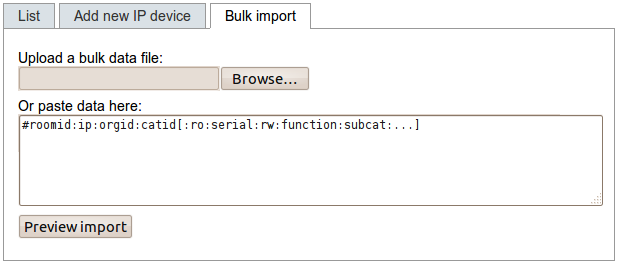 List
Add new IP device
Bulk import
Upload a bulk data file:
Browse...
Or paste data here:
#roomid:ip:orgid:catid[:ro:serial:rw:function:subcat:...]
Preview import